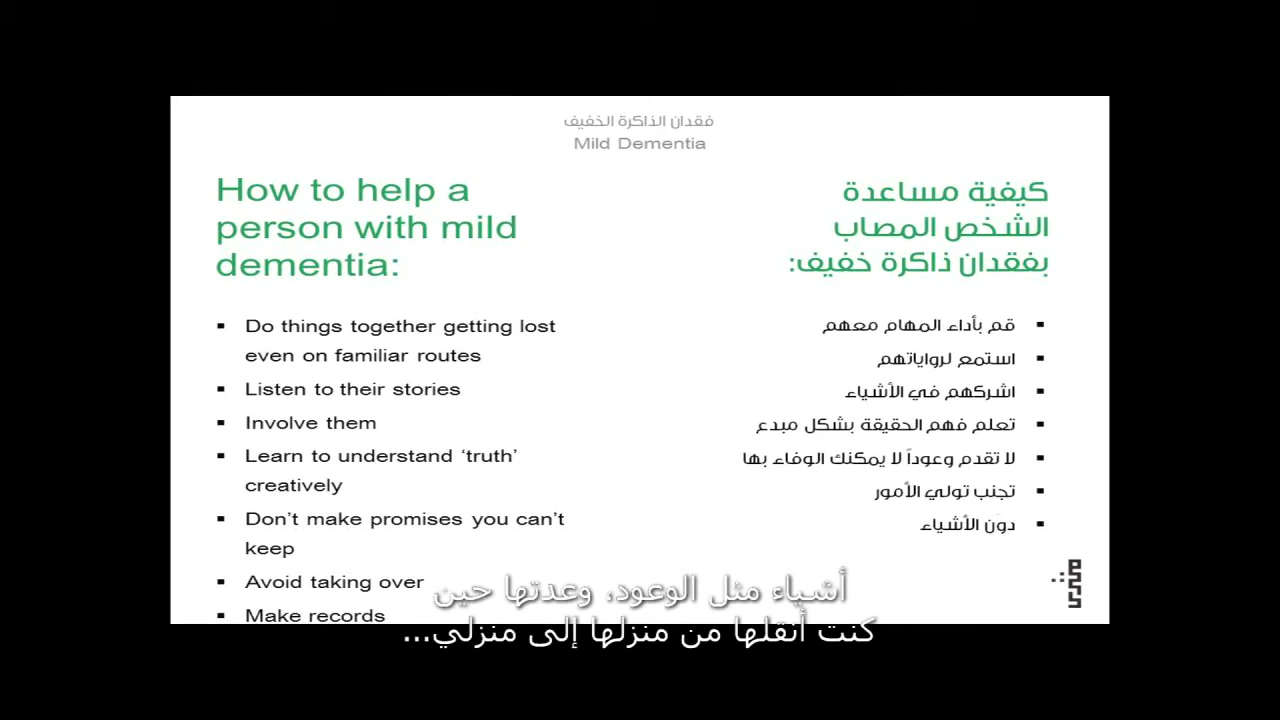 فقدان الذاكرة الخفيف
Mild Dementia
How to help a
person with mild
dementia:
▪ Do things together getting lost
even on familiar routes
▪ Listen to their stories
▪ Involve them
▪ Learn to understand ‘truth’
creatively
▪ Don’t make promises you can’t
keep
▪ Avoid taking over
▪ Make records
كيفية مساعدة
الشخص المصاب
بفقدان ذاكرة خفيف:
▪ قم بأداء المهام معهم
▪ استمع لرواياتهم
▪ اشركهم في الأشياء
▪ تعلم فهم الحقيقة بشكل مبدع
▪ لا تقدم وعوداً لا يمكنك الوفاء بها
▪ تجنب تولي الأمور
▪ دوّن الأشياء
أشياء مثل الوعود، وعدتها حين
كنت أنقلها من منزلها إلى منزلي...